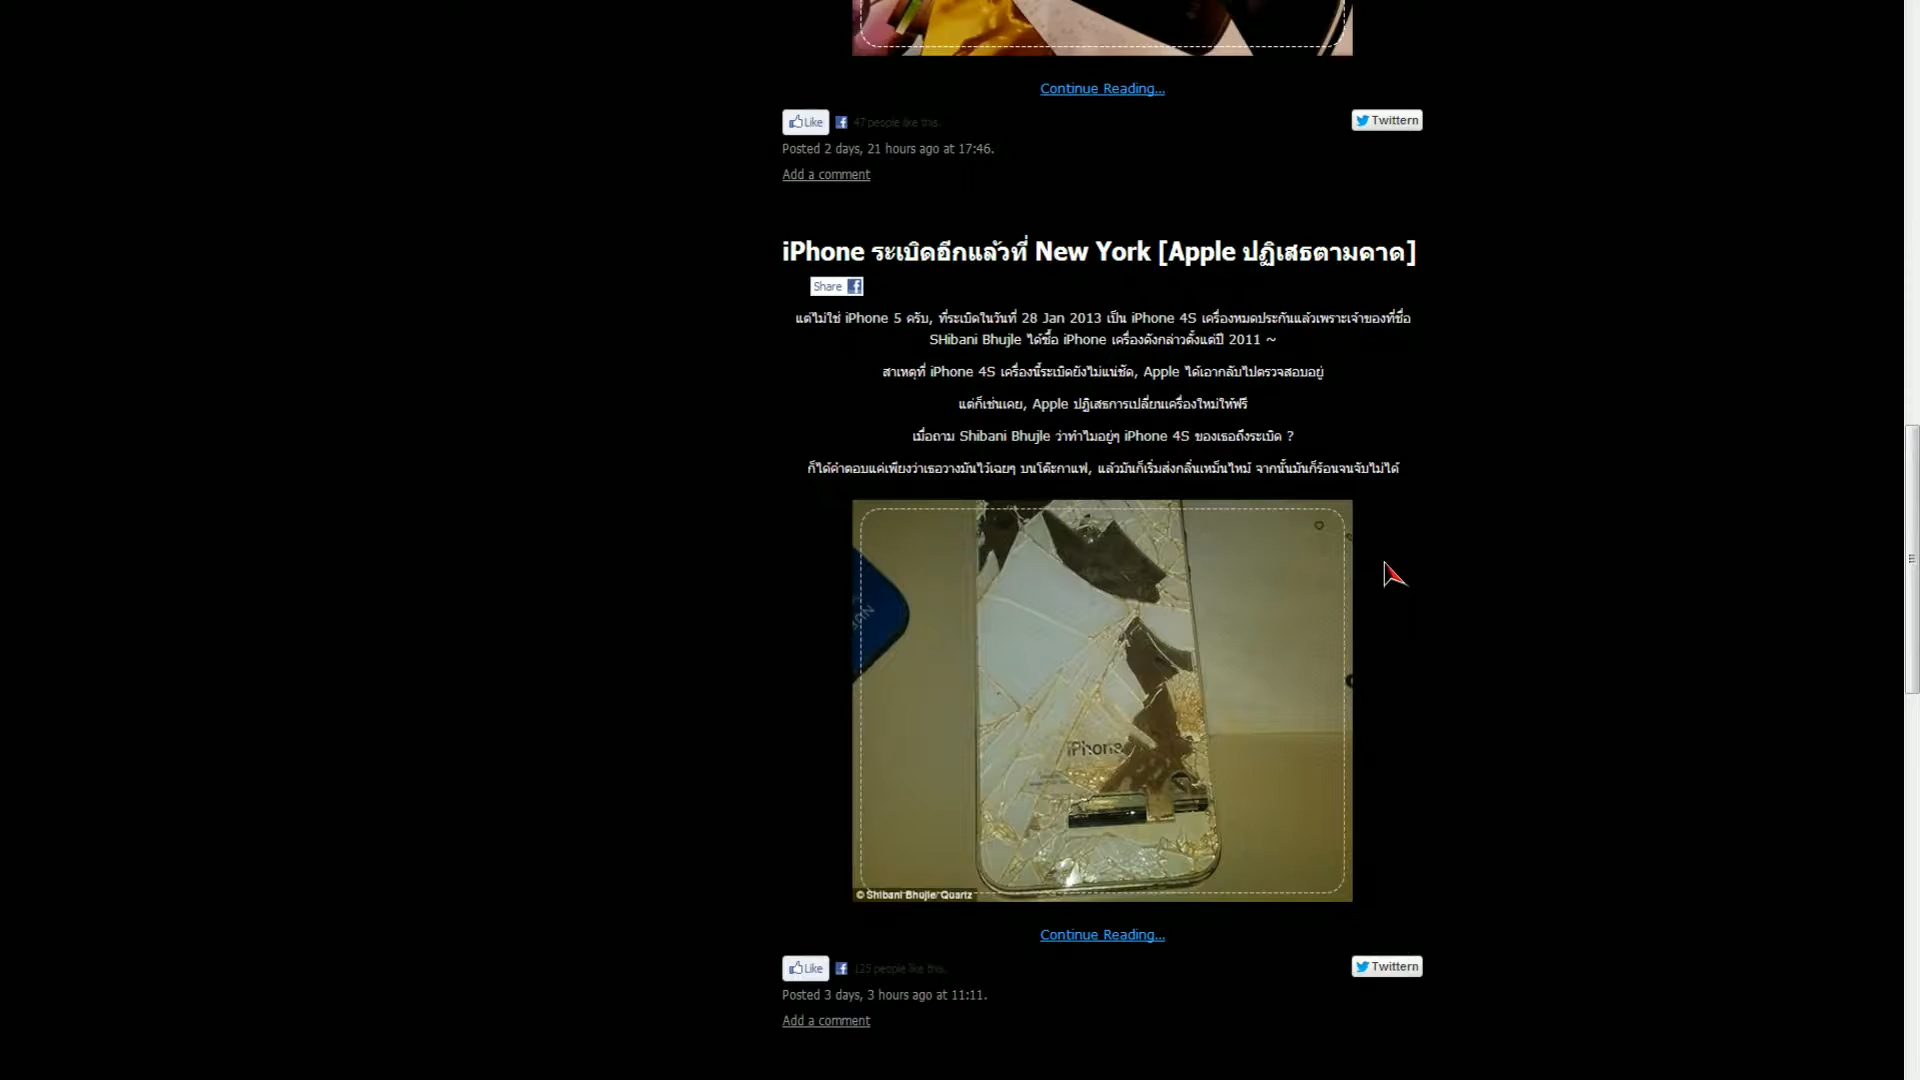 Continue Reading...
Like 47 people like this. Twittern
Posted 2 days, 21 hours ago at 17:46.
Add a comment
iPhone ระเบิดอีกแล้วที่ New York [Apple ปฏิเสธตามคาด]
Share
แต่ไม่ใช่ iPhone 5 ครับ, ที่ระเบิดในวันที่ 28 Jan 2013 เป็น iPhone 4S เครื่องหมดประกันแล้วเพราะเจ้าของที่ชื่อ
SHibani Bhujle ได้ซื้อ iPhone เครื่องดังกล่าวตั้งแต่ปี 2011 ~
สาเหตุที่ iPhone 4S เครื่องนี้ระเบิดยังไม่แน่ชัด, Apple ได้เอากลับไปตรวจสอบอยู่
แต่ก็เช่นเคย, Apple ปฏิเสธการเปลี่ยนเครื่องใหม่ให้ฟรี
เมื่อถาม Shibani Bhujle ว่าทำไมอยู่ๆ iPhone 4S ของเธอถึงระเบิด ?
ก็ได้คำตอบแค่เพียงว่าเธอวางมันไว้เฉยๆ บนโต๊ะกาแฟ, แล้วมันก็เริ่มส่งกลิ่นเหม็นไหม้ จากนั้นมันก็ร้อนจนจับไม่ได้
iPhone
© Shibani Bhujle/ Quartz
Continue Reading...
Like 125 people like this. Twittern
Posted 3 days, 3 hours ago at 11:11.
Add a comment